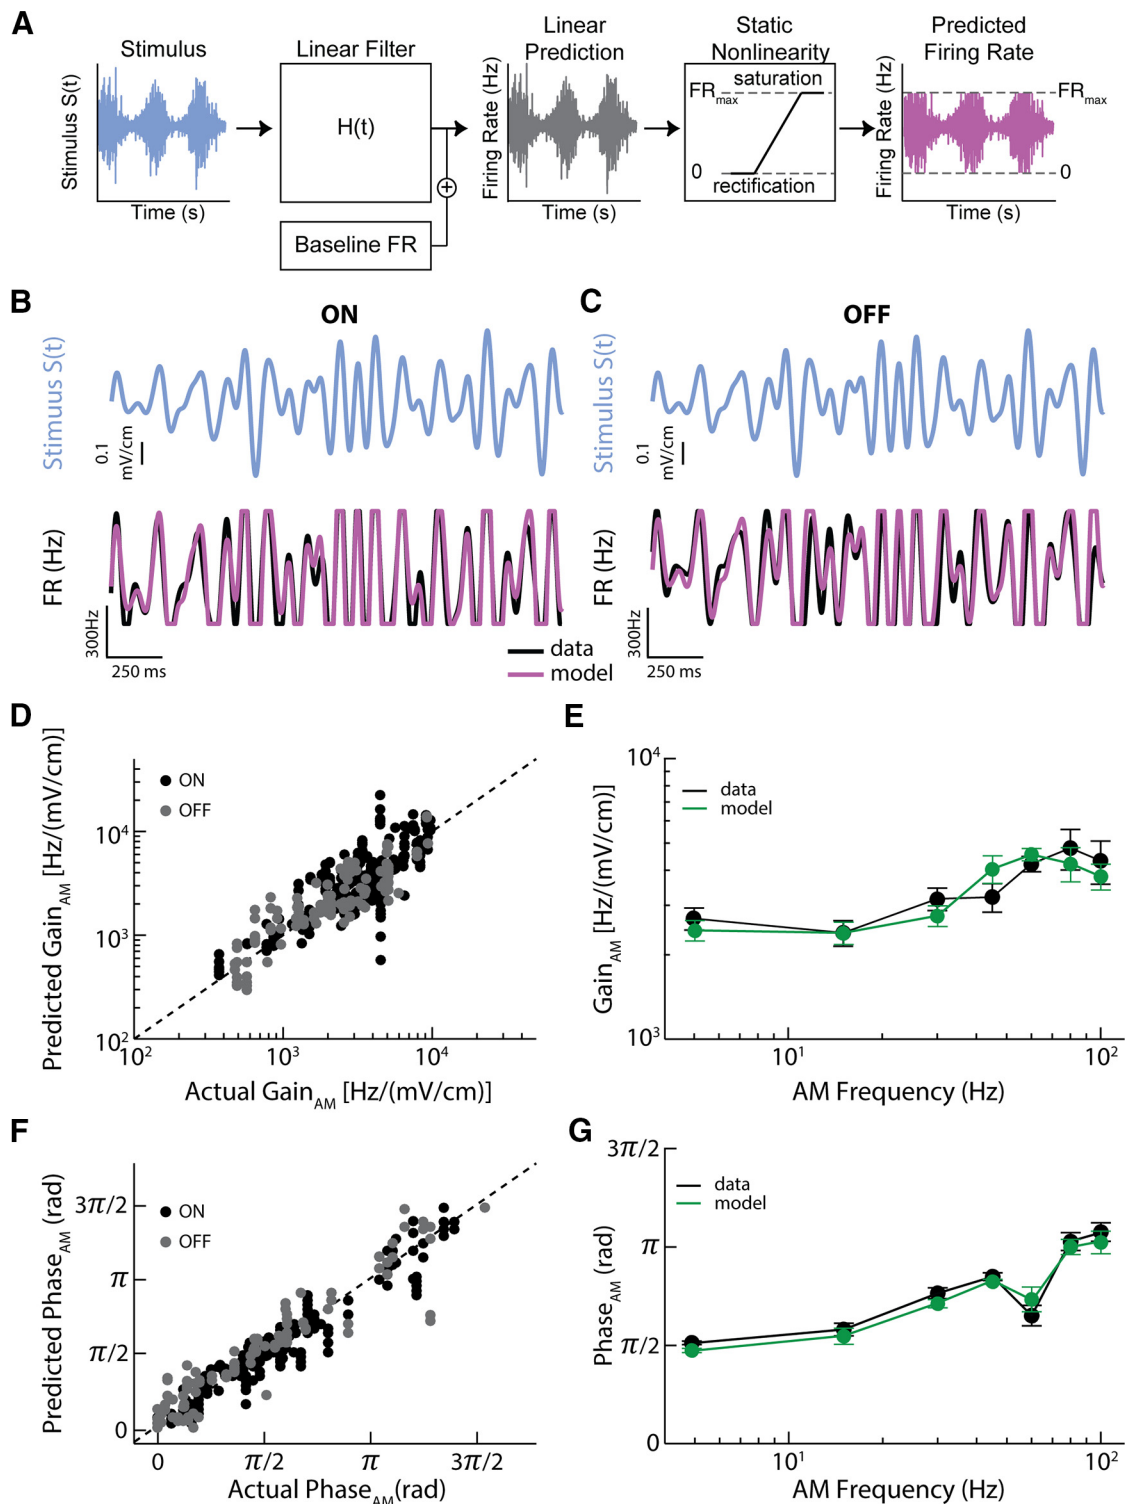 A
Stimulus
Stimulus S(t)
Time (s)
Linear Filter
H(t)
Baseline FR
+
Linear
Prediction
Firing Rate (Hz)
Time (s)
Static
Nonlinearity
saturation
FRmax
0
rectification
Predicted
Firing Rate
Firing Rate (Hz)
FRmax
0
Time (s)
B
ON
Stimuus S(t)
0.1
mV/cm
FR (Hz)
300Hz
250 ms
data
model
C
OFF
Stimulus S(t)
0.1
mV/cm
FR (Hz)
300Hz
250 ms
D
Predicted GainAM [Hz/(mV/cm)]
ON
OFF
10^4
10^3
10^2
10^2
10^3
10^4
Actual GainAM [Hz/(mV/cm)]
E
GainAM [Hz/(mV/cm)]
data
model
10^4
10^3
10^1
10^2
AM Frequency (Hz)
F
Predicted PhaseAM (rad)
ON
OFF
3π/2
π
π/2
0
0
π/2
π
3π/2
Actual PhaseAM(rad)
G
PhaseAM (rad)
data
model
3π/2
π
π/2
0
10^1
10^2
AM Frequency (Hz)